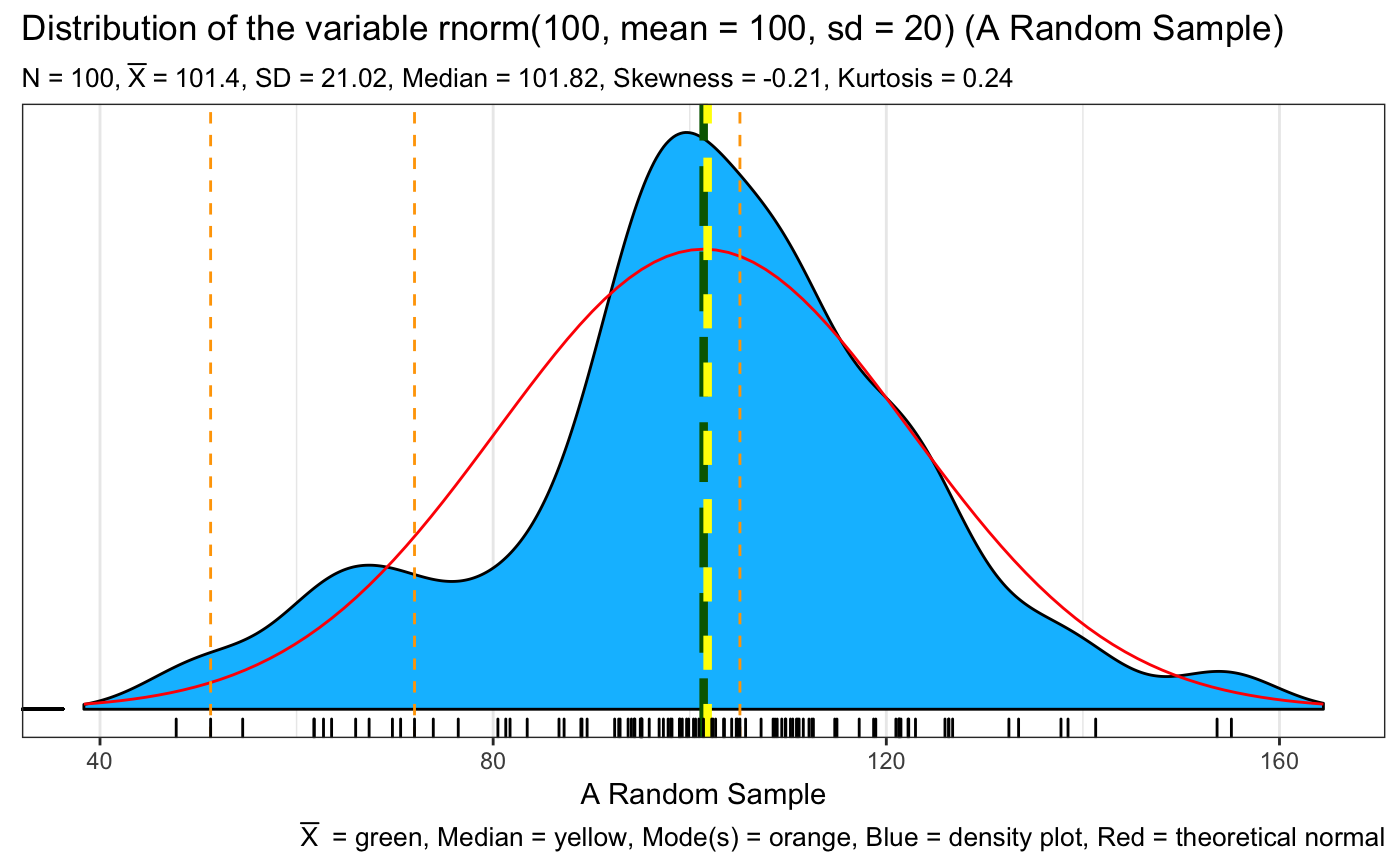 Distribution of the variable rnorm(100, mean = 100, sd = 20) (A Random Sample)
N = 100, X̅ = 101.4, SD = 21.02, Median = 101.82, Skewness = -0.21, Kurtosis = 0.24
40 80 120 160
A Random Sample
X̅ = green, Median = yellow, Mode(s) = orange, Blue = density plot, Red = theoretical normal